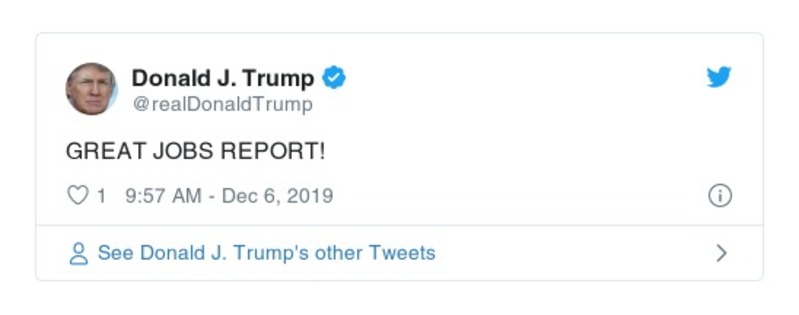 Donald J. Trump
@realDonaldTrump
GREAT JOBS REPORT!
1 9:57 AM - Dec 6, 2019
See Donald J. Trump's other Tweets